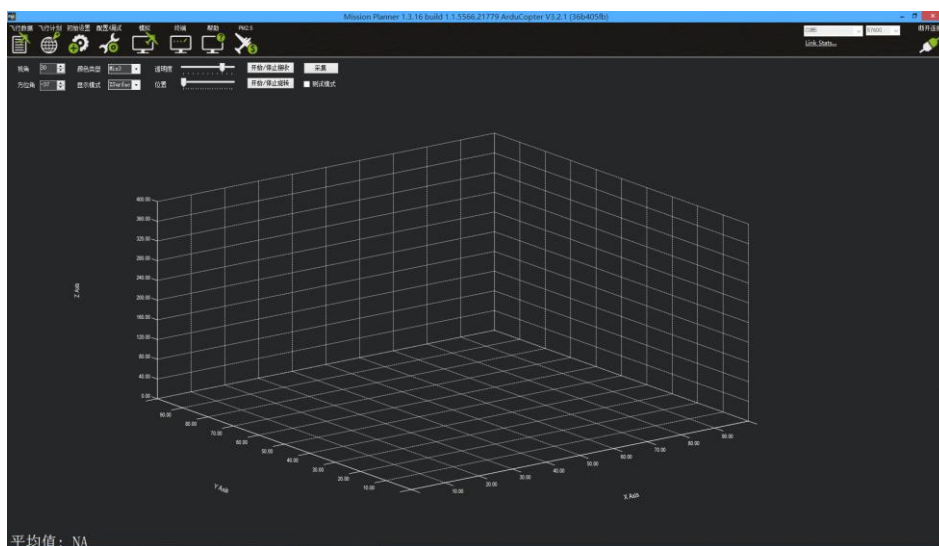 Mission Planner 1.3.16 build 1.1.5566.21779 ArduCopter V3.2.1 (36b405fb)
飞行数据 飞行计划 初始设置 配置/调试 模拟 终端 帮助 PM2.5
57600 断开连接
Link Stats...
视角 30 颜色类型 透明度 开始/停止接收 采集
方位角 -37 显示模式 位置 开始/停止旋转 测试模式
400.00
360.00
320.00
280.00
240.00
200.00
160.00
120.00
80.00
40.00
0.00
Z Axis
90.00
80.00
70.00
60.00
50.00
40.00
30.00
20.00
10.00
Y Axis
10.00
20.00
30.00
40.00
50.00
60.00
70.00
80.00
90.00
X Axis
平均值: NA